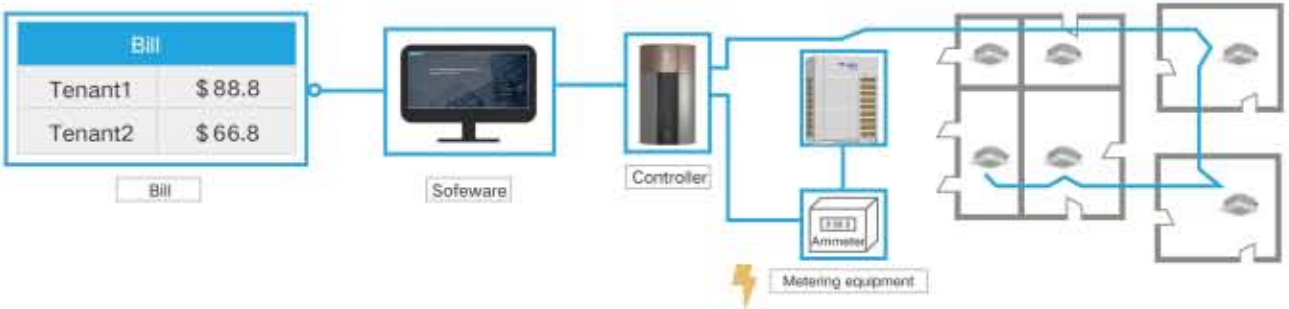 Bill
Tenant1 $88.8
Tenant2 $66.8
Bill
Sofeware
Controller
Ammeter
Metering equipment